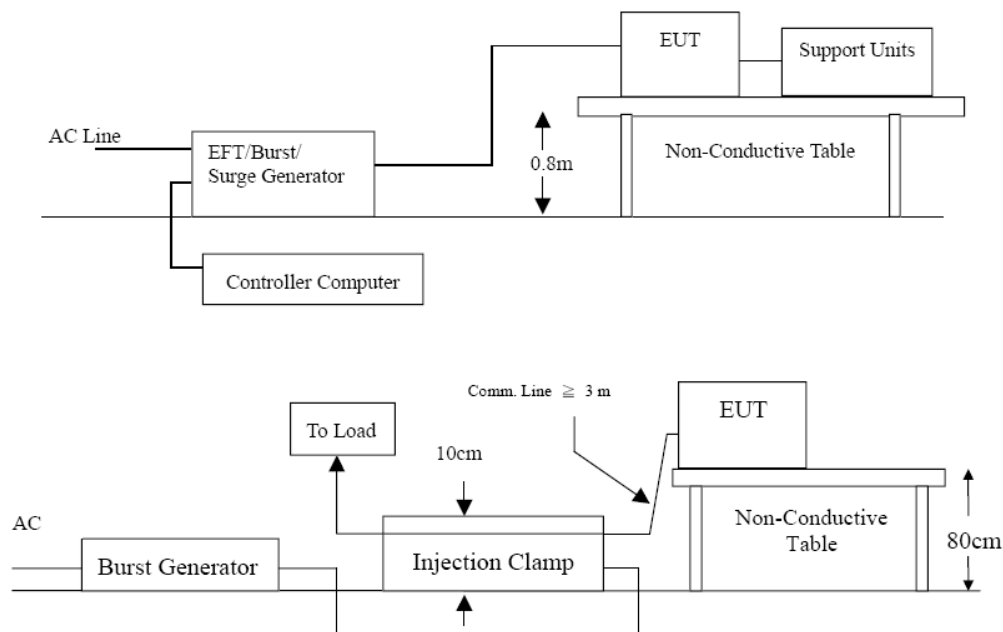 EUT
Support Units
AC Line
EFT/Burst/
Surge Generator
0.8m
Non-Conductive Table
Controller Computer
Comm. Line ≧ 3 m
EUT
To Load
10cm
AC
Burst Generator
Injection Clamp
Non-Conductive
Table
80cm